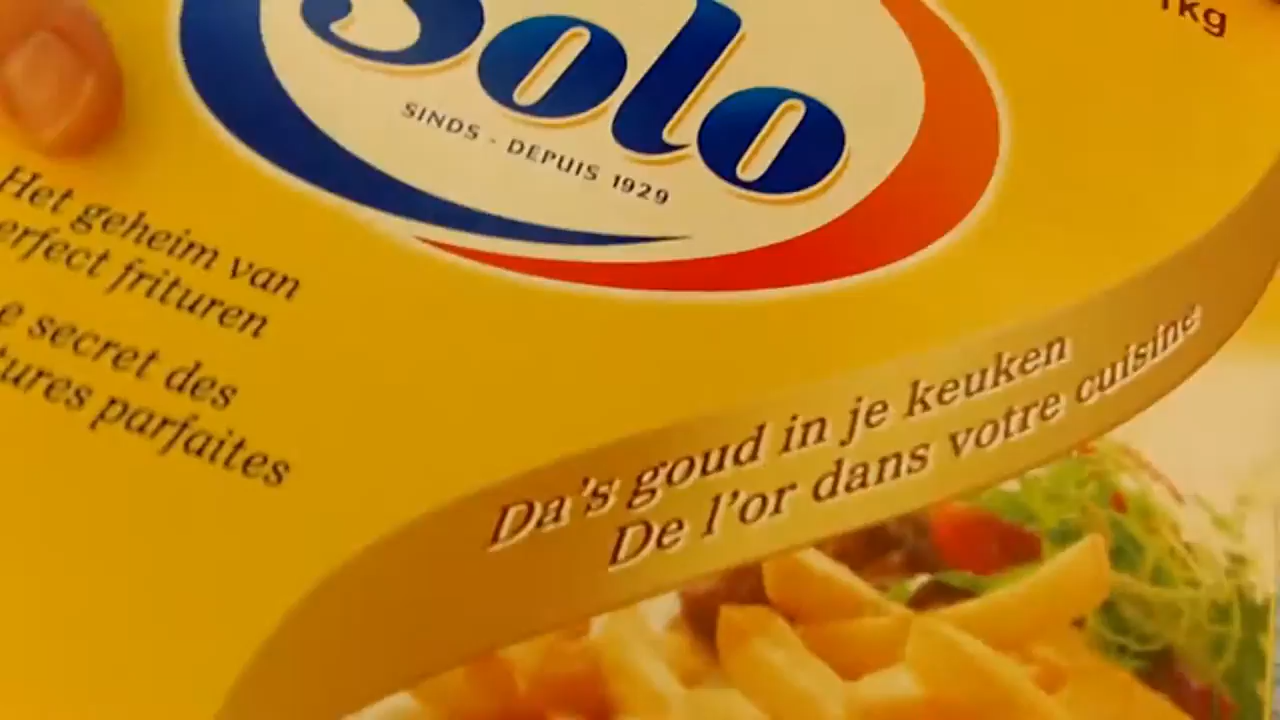 1kg
Solo
SINDS - DEPUIS 1929
Het geheim van
erfect frituren
e secret des
tures parfaites
Da's goud in je keuken
De l'or dans votre cuisine